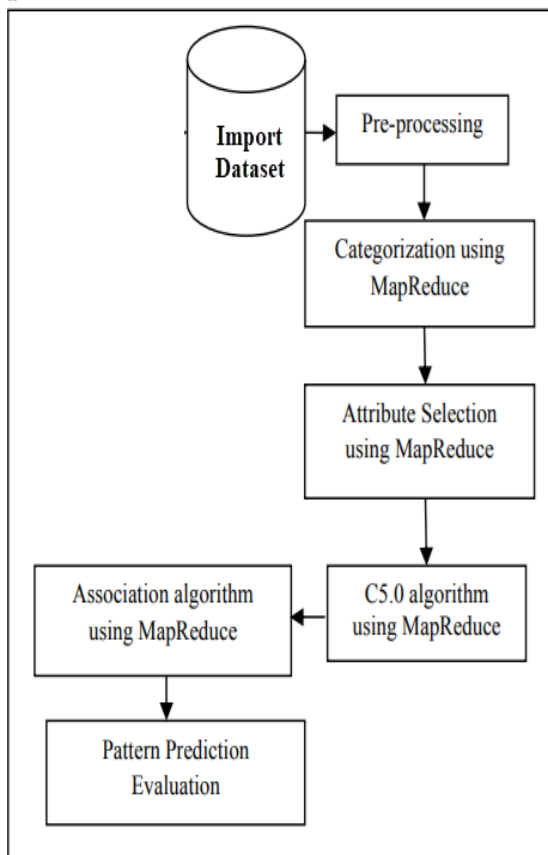 Import
Dataset
Pre-processing
Categorization using
MapReduce
Attribute Selection
using MapReduce
C5.0 algorithm
using MapReduce
Association algorithm
using MapReduce
Pattern Prediction
Evaluation